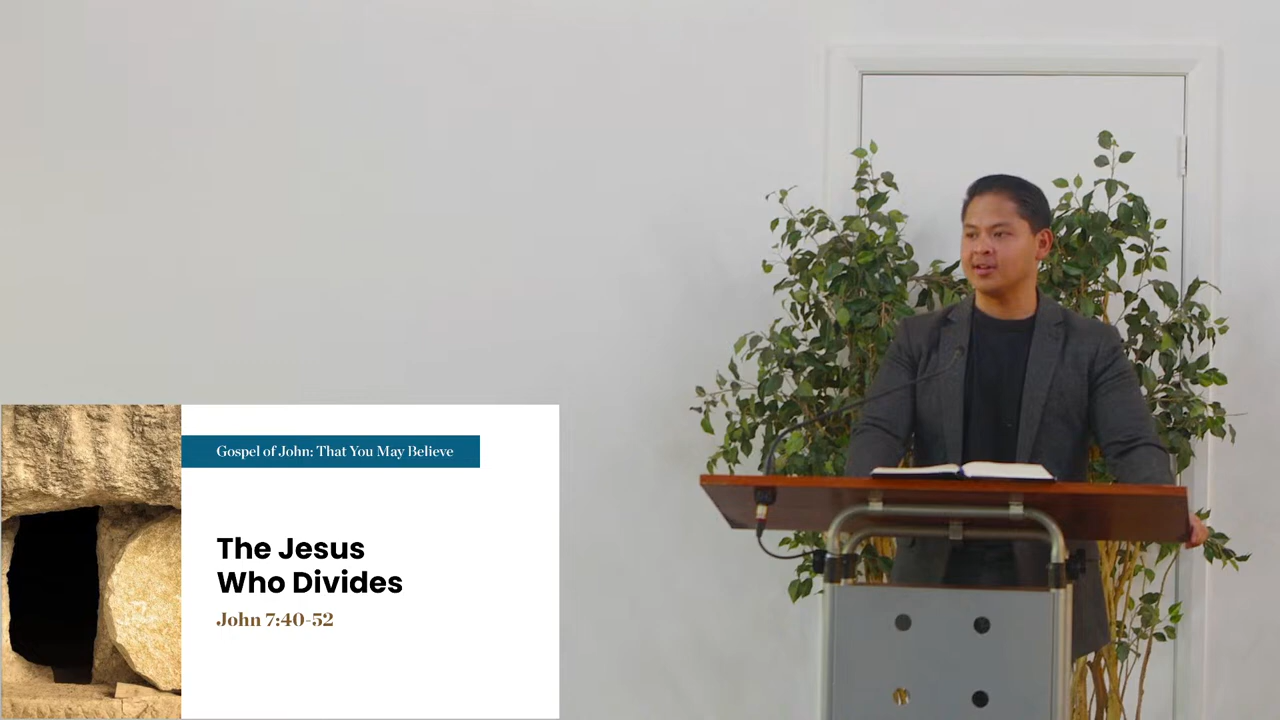 Gospel of John: That You May Believe
The Jesus
Who Divides
John 7:40-52